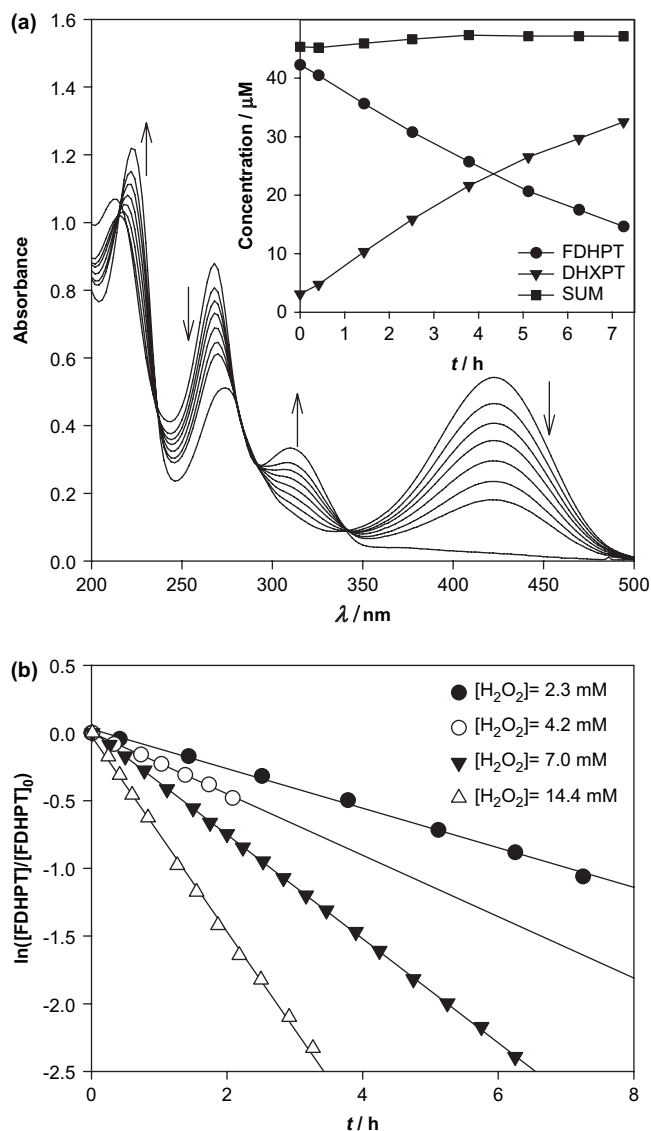 (a)
1.6
1.4
1.2
1.0
0.8
0.6
0.4
0.2
0.0
Absorbance
200 250 300 350 400 450 500
λ / nm
Concentration / μM
40
30
20
10
0
FDHPT
DHXPT
SUM
0 1 2 3 4 5 6 7
t / h
(b)
0.5
0.0
-0.5
-1.0
-1.5
-2.0
-2.5
ln([FDHPT]/[FDHPT]₀)
[H₂O₂]= 2.3 mM
[H₂O₂]= 4.2 mM
[H₂O₂]= 7.0 mM
[H₂O₂]= 14.4 mM
0 2 4 6 8
t / h